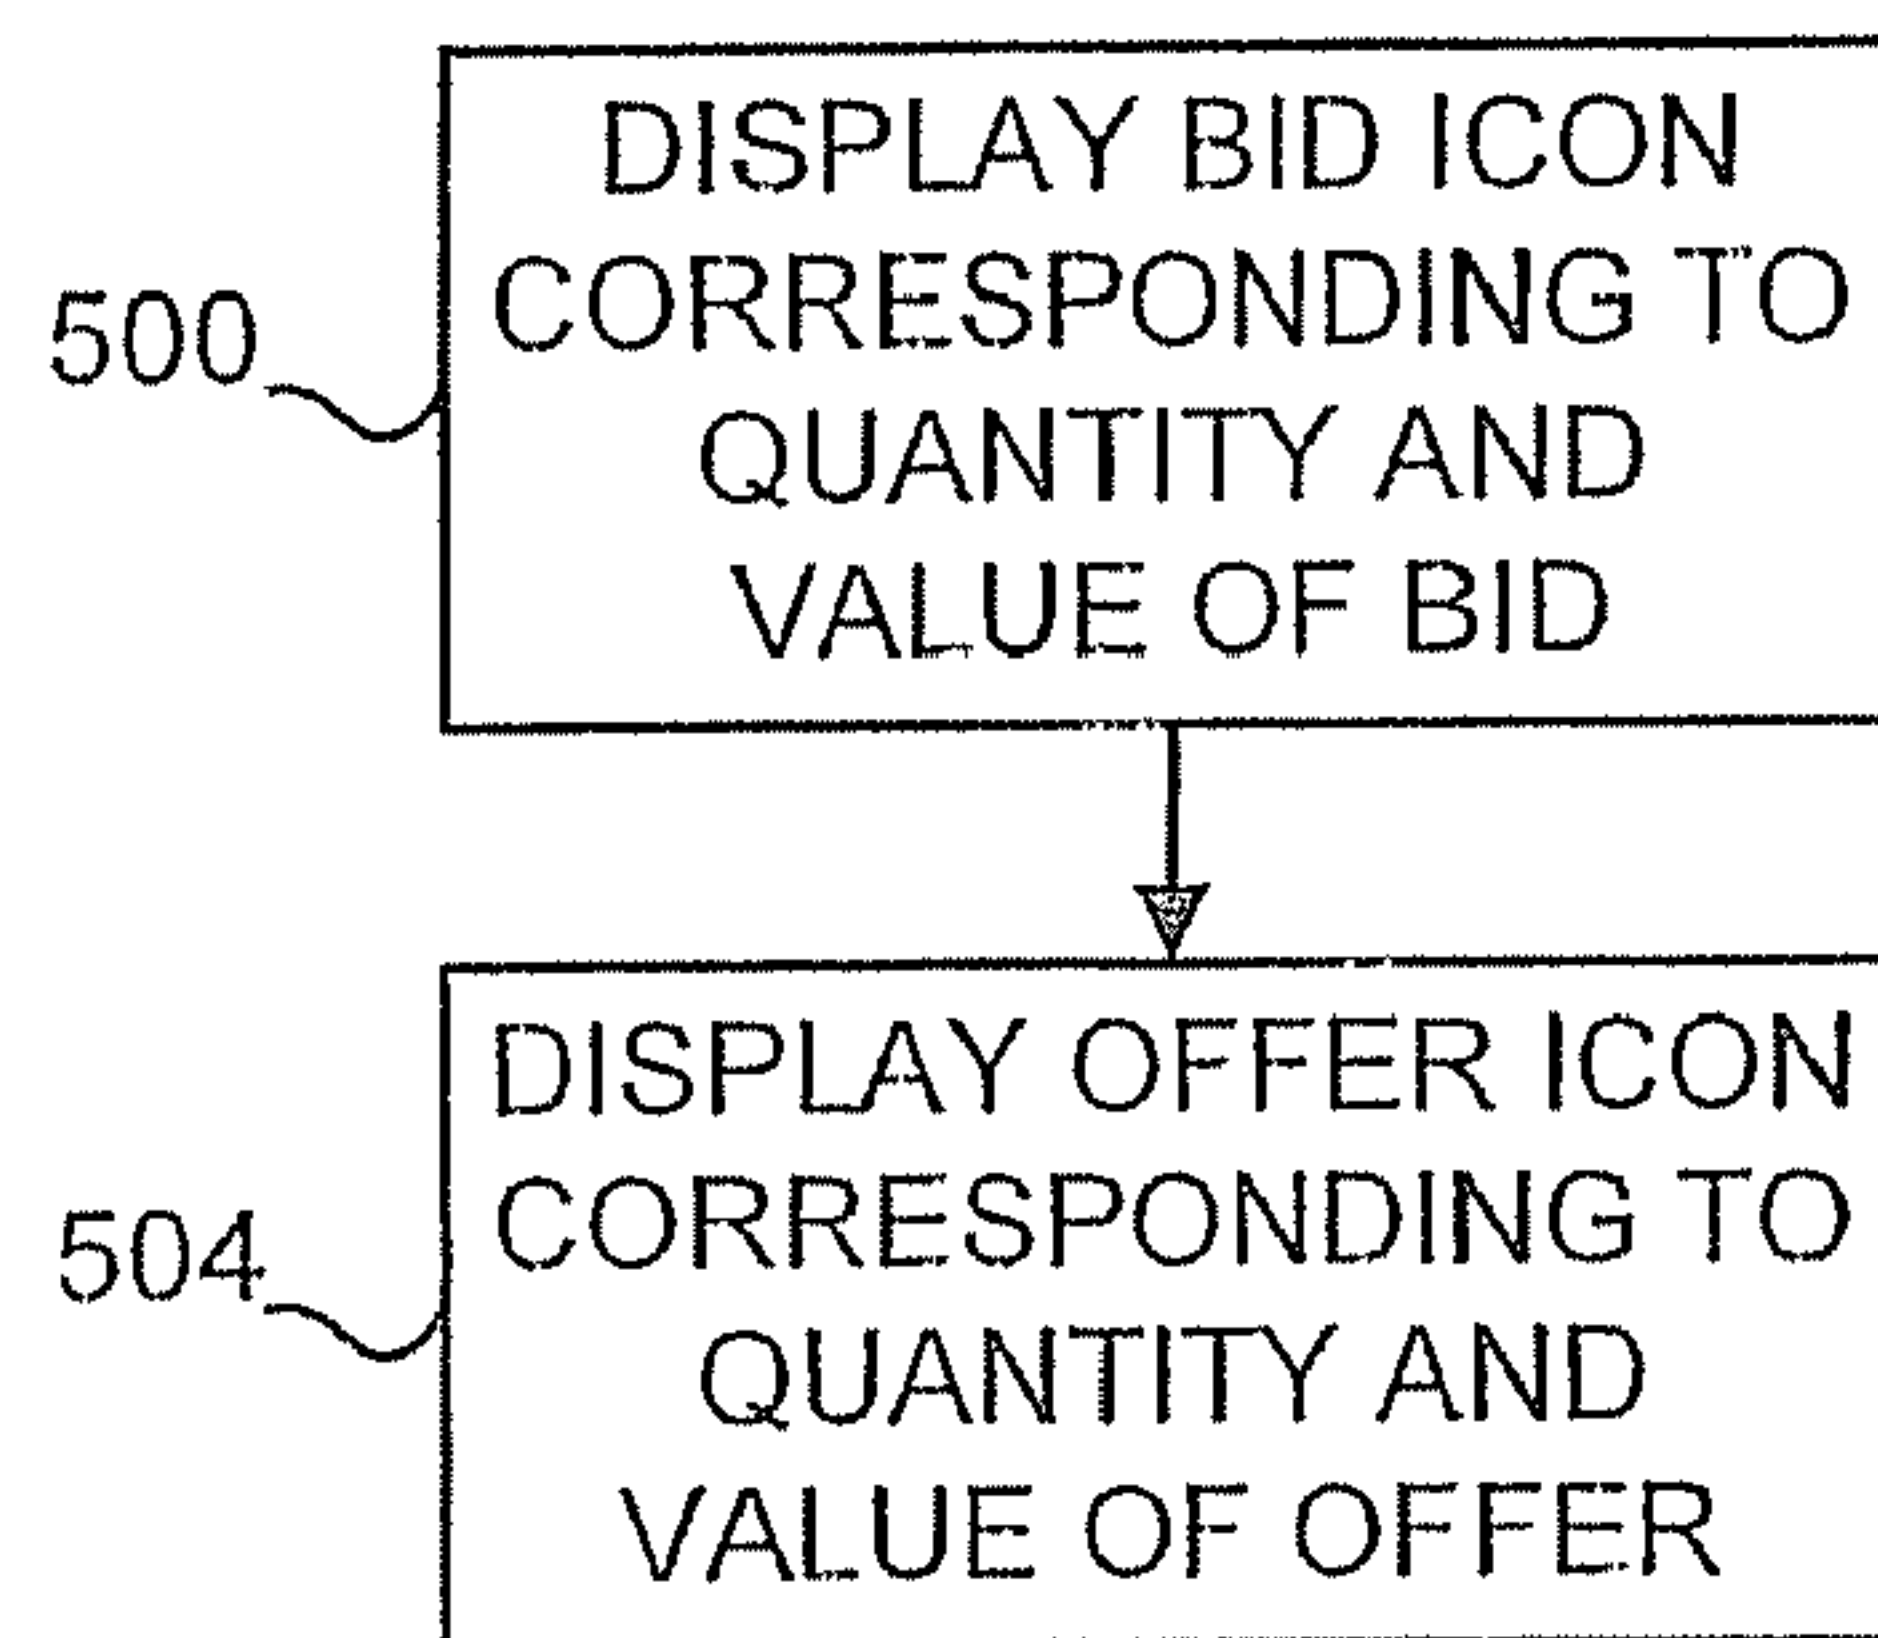 DISPLAY BID ICON
CORRESPONDING TO
500
QUANTITY AND
VALUE OF BID
DISPLAY OFFER ICON
CORRESPONDING TO
504
QUANTITY AND
VALUE OF OFFER